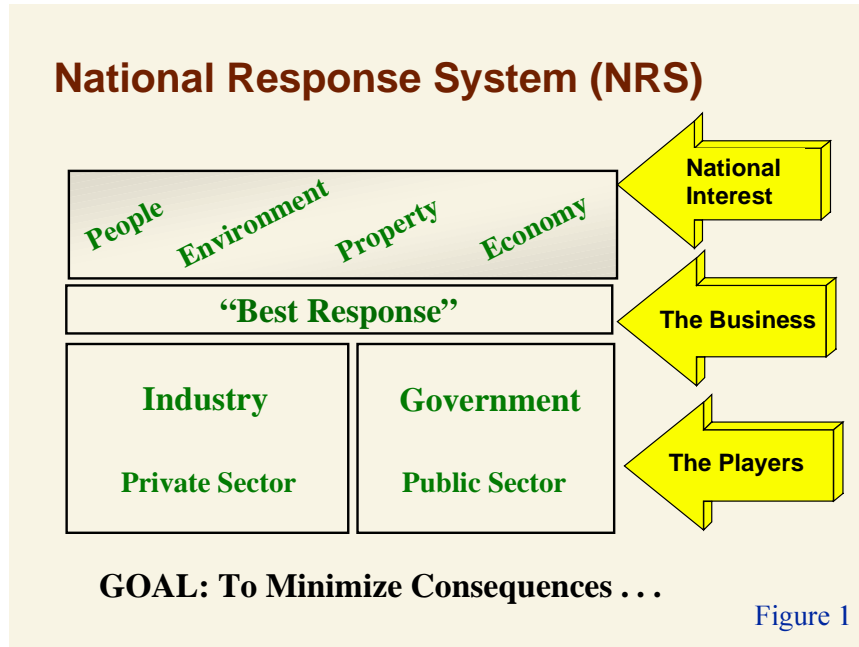 National Response System (NRS)
National
Interest
People
Environment
Property
Economy
“Best Response”
The Business
Industry
Government
Private Sector
Public Sector
The Players
GOAL: To Minimize Consequences . . .
Figure 1